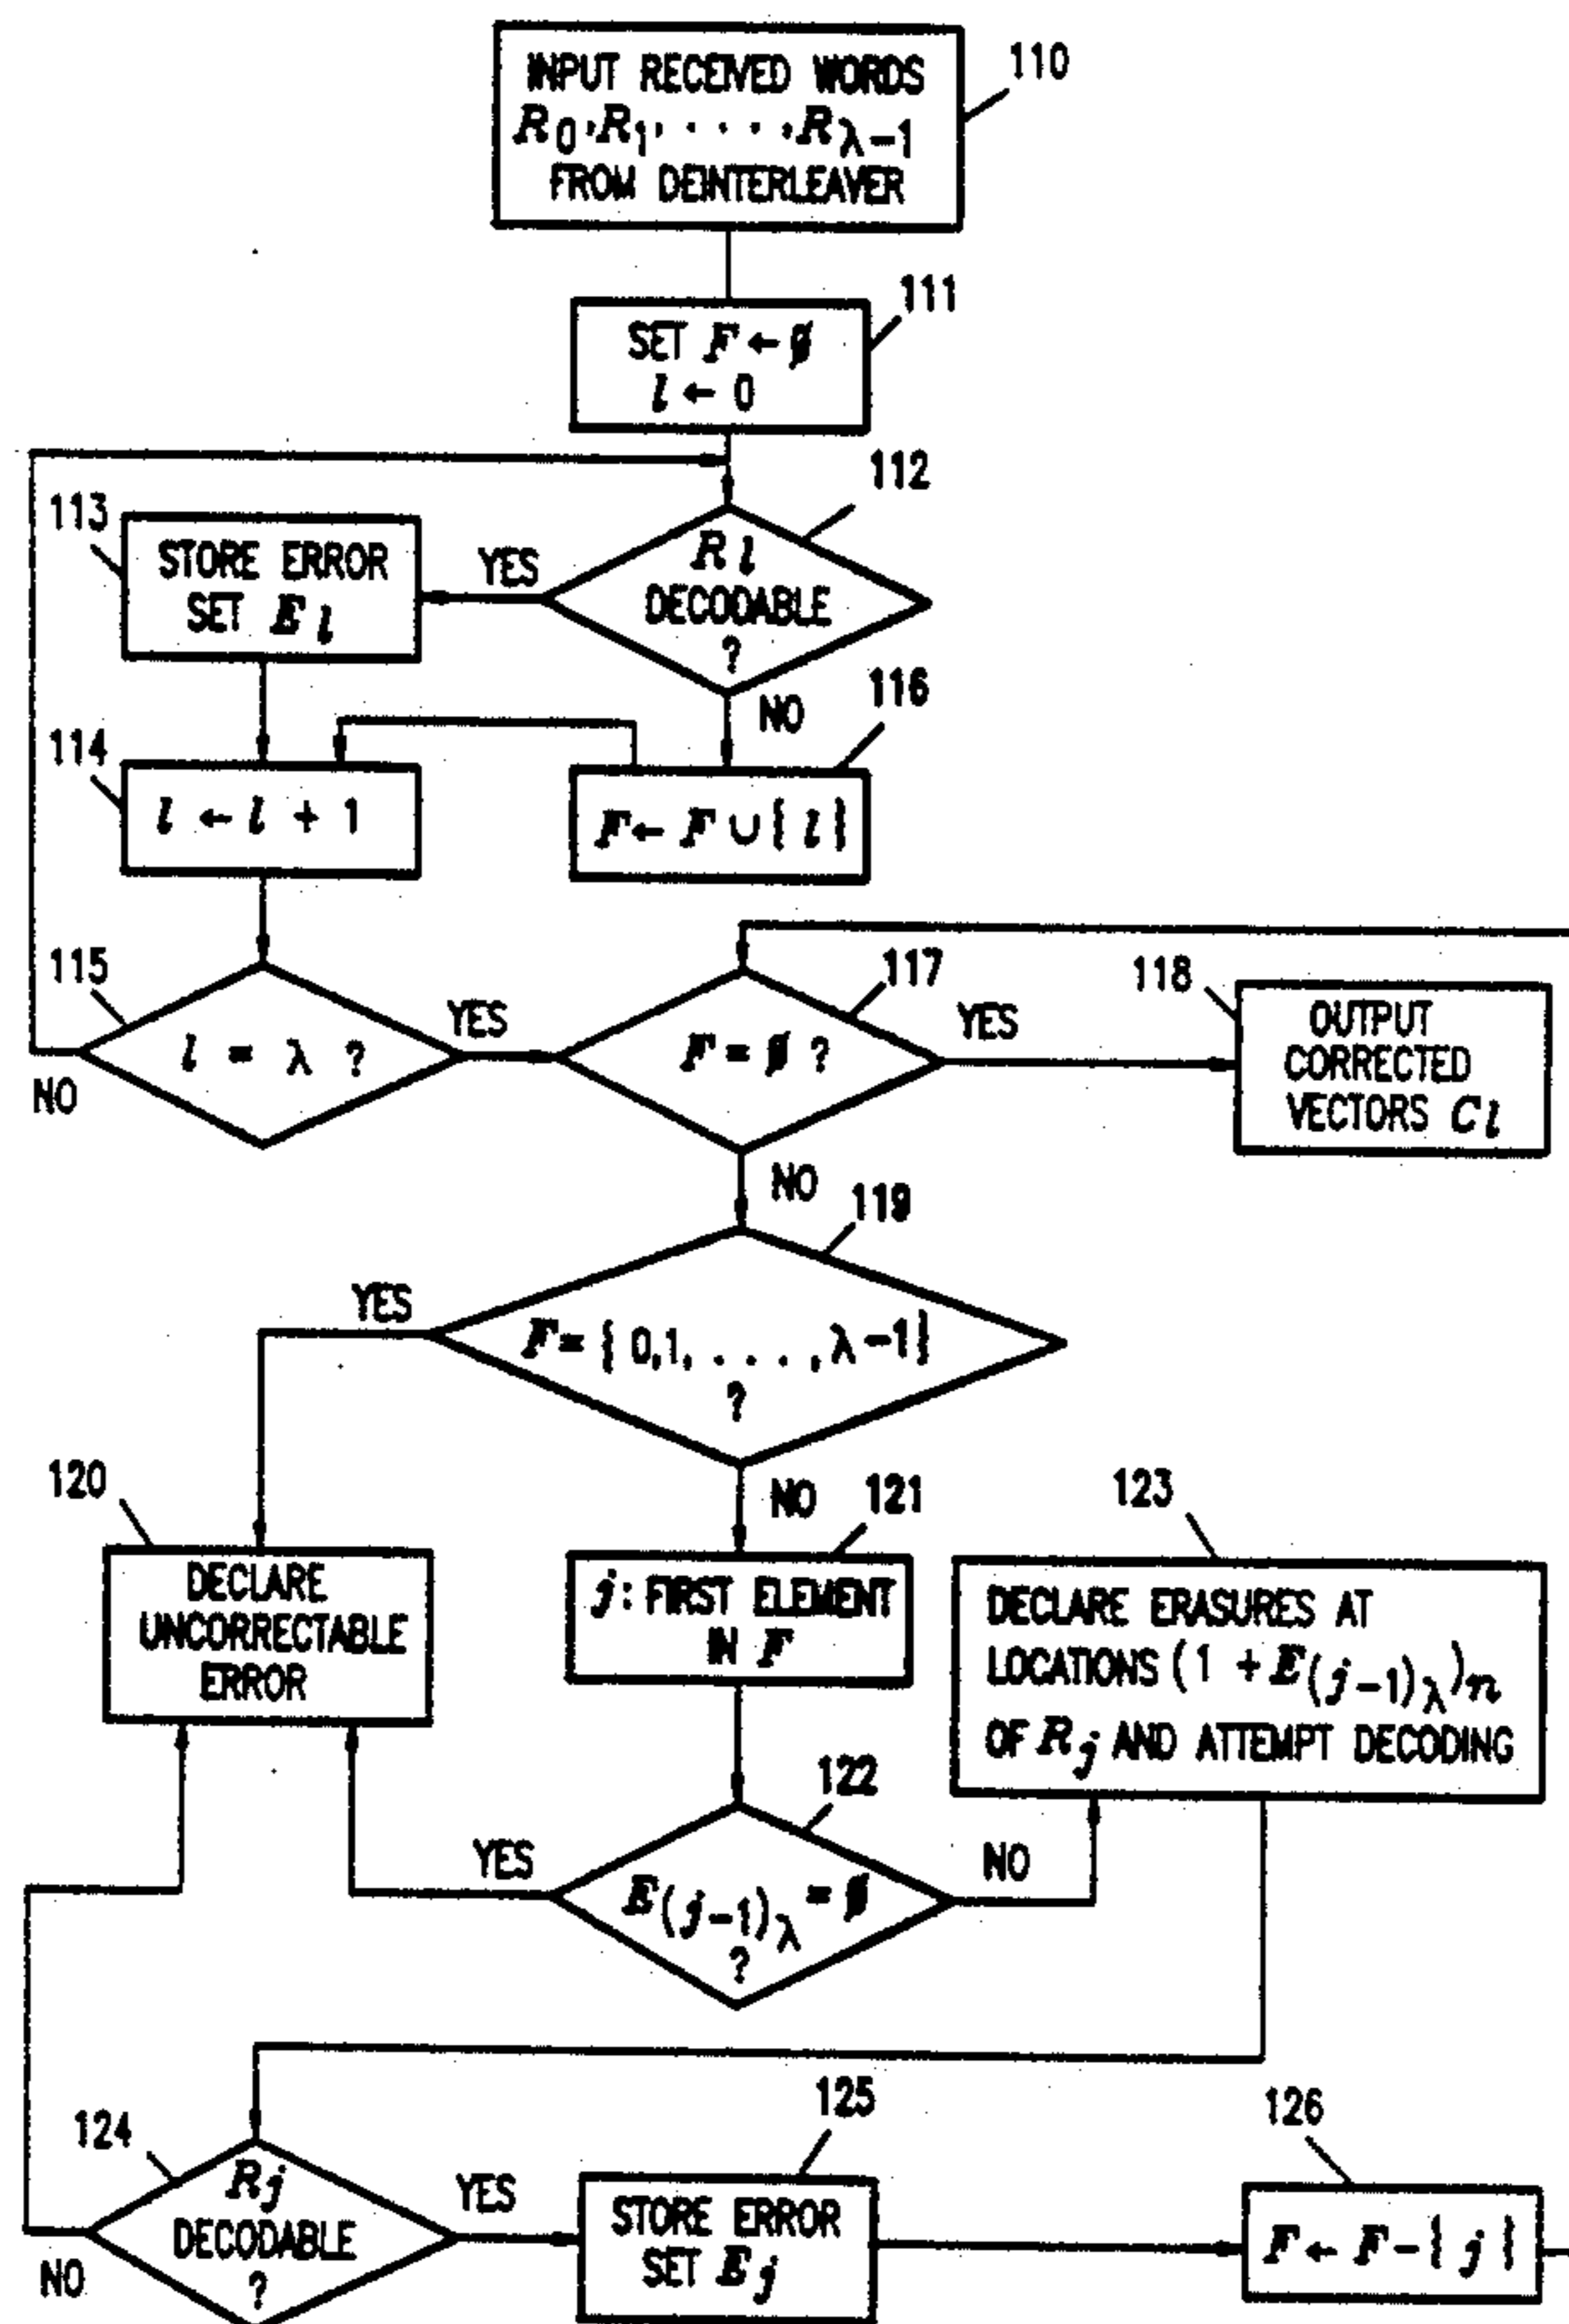 INPUT RECEIVED WORDS
R0,R1, . . . . ,Rλ−1
FROM DEINTERLEAVER
110
SET F ← ∅
l ← 0
111
Rl
DECODABLE
?
112
YES
NO
113
STORE ERROR
SET El
114
l ← l + 1
116
F ← F ∪ { l }
115
l = λ ?
YES
NO
117
F = ∅ ?
YES
NO
118
OUTPUT
CORRECTED
VECTORS Cl
119
F = { 0,1, . . . . , λ −1}
?
YES
NO
120
DECLARE
UNCORRECTABLE
ERROR
121
j : FIRST ELEMENT
IN F
123
DECLARE ERASURES AT
LOCATIONS (1 + E(j−1)λ)n
OF Rj AND ATTEMPT DECODING
122
E(j−1)λ = ∅
?
YES
NO
124
Rj
DECODABLE
?
YES
NO
125
STORE ERROR
SET Ej
126
F ← F − { j }